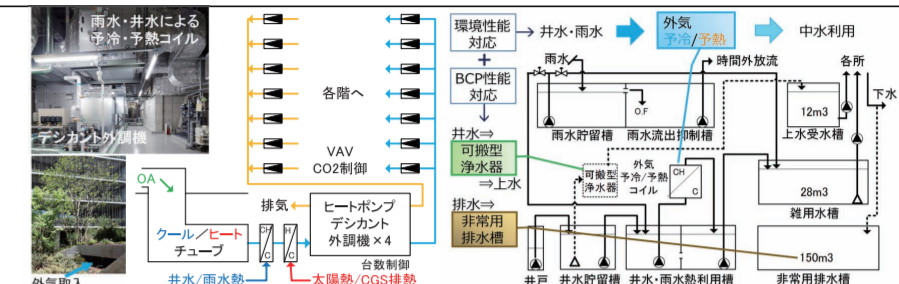 雨水・井水による
予冷・予熱コイル
デシカント外調機
外気取入
OA
クール／ヒート
チューブ
各階へ
VAV
CO2制御
排気
CH
C
H
C
ヒートポンプ
デシカント
外調機×4
台数制御
井水/雨水熱
太陽熱/CGS排熱
環境性能
対応
+
BCP性能
対応
井水・雨水
外気
予冷/予熱
中水利用
井水⇒
可搬型
浄水器
⇒上水
排水⇒
非常用
排水槽
雨水
時間外放流
各所
下水
O.F
雨水貯留槽
雨水流出抑制槽
12m3
上水受水槽
可搬型
浄水器
外気
予冷/予熱
コイル
CH
C
28m3
雑用水槽
井戸
井水貯留槽
井水・雨水熱利用槽
150m3
非常用排水槽